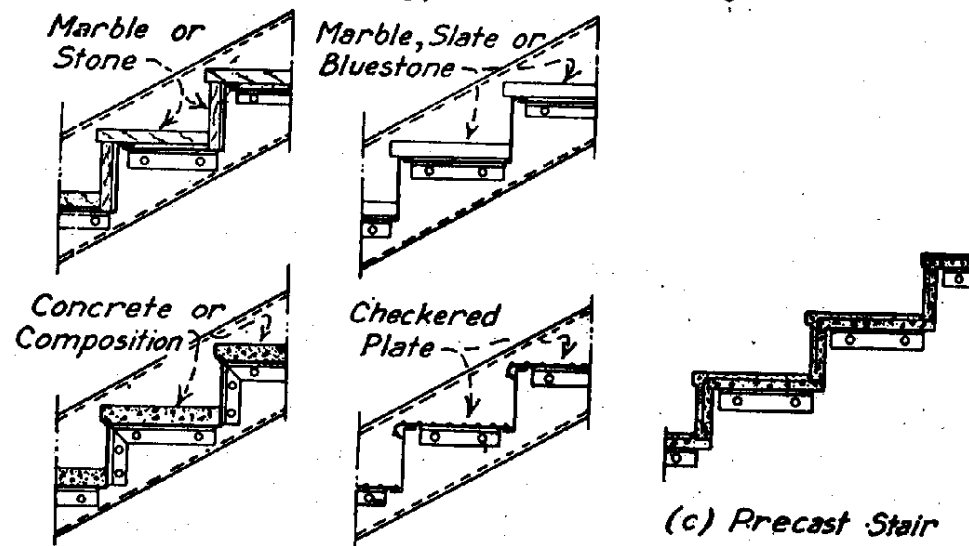 Marble or
Stone
Marble, Slate or
Bluestone
Concrete or
Composition
Checkered
Plate
(c) Precast Stair